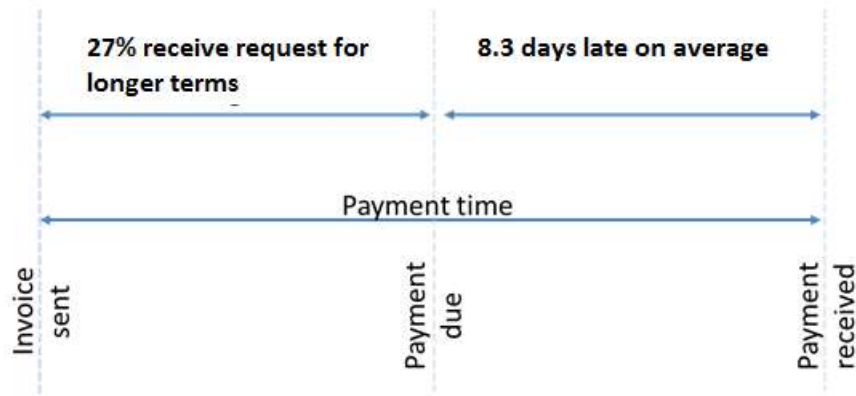 27% receive request for
longer terms
8.3 days late on average
Payment time
Invoice
sent
Payment
due
Payment
received